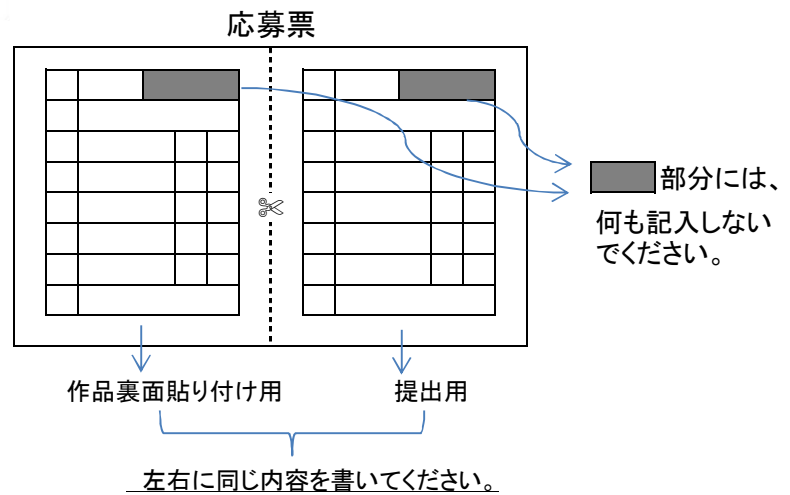 応募票
部分には、
何も記入しない
でください。
作品裏面貼り付け用
提出用
左右に同じ内容を書いてください。